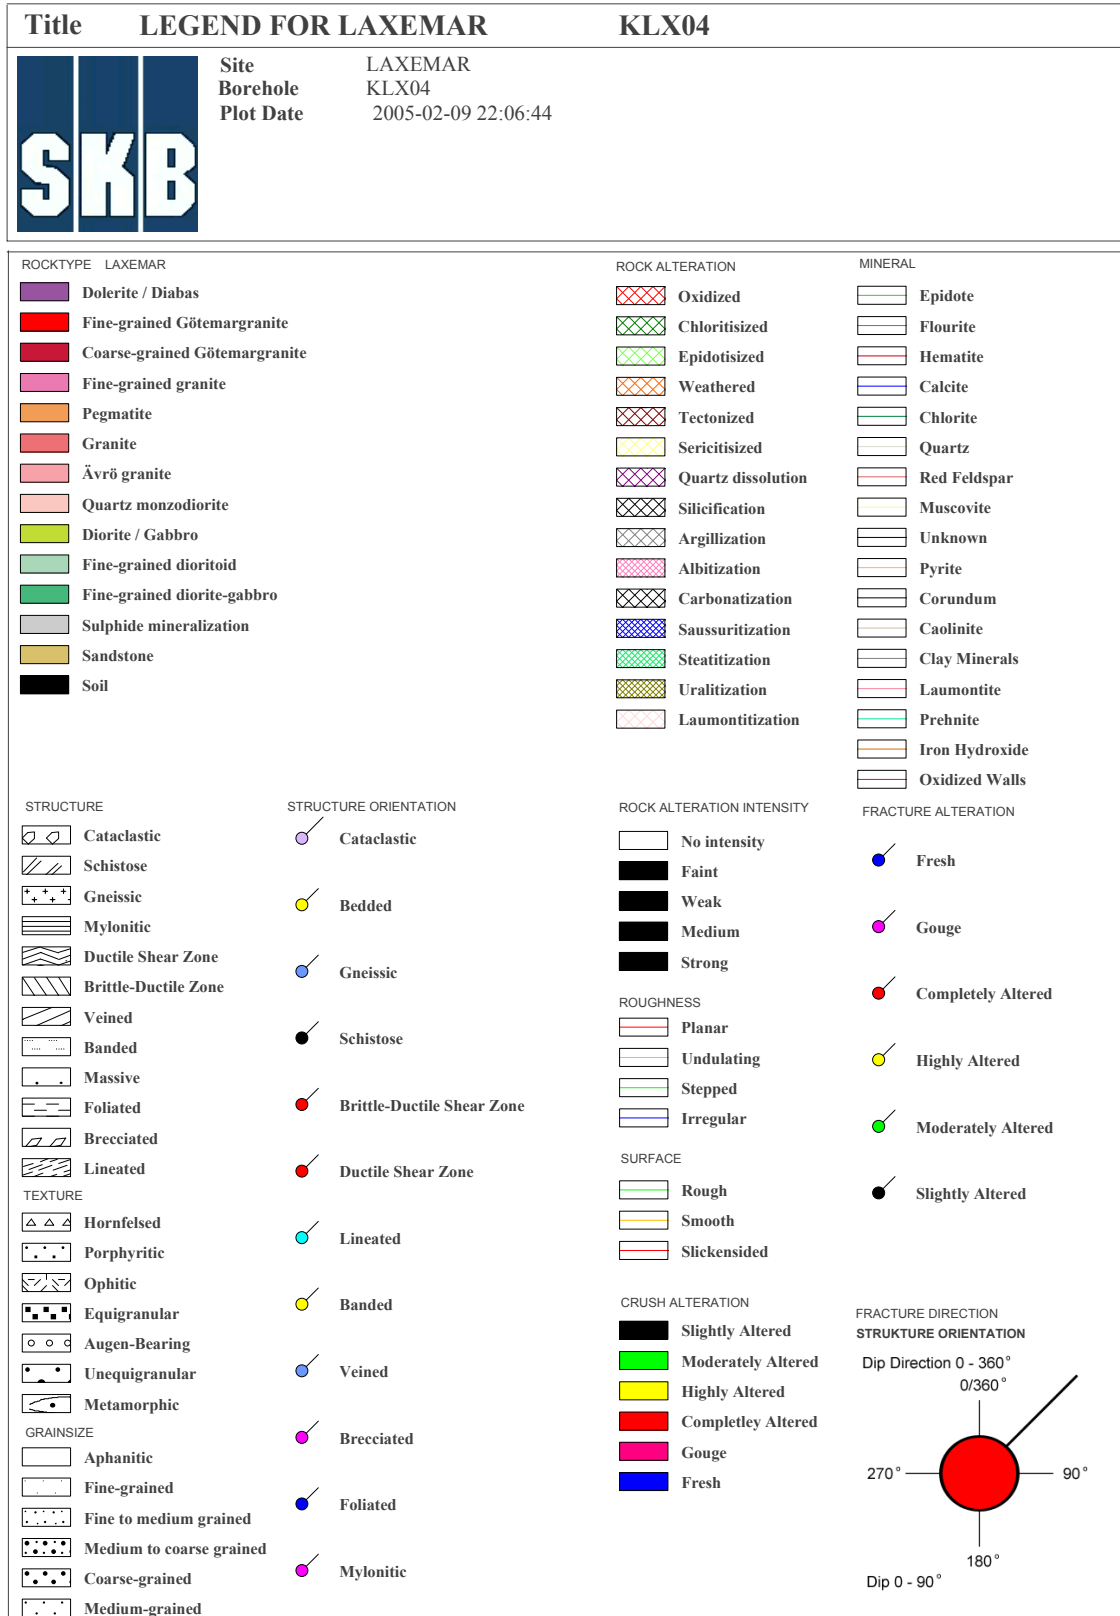 Title LEGEND FOR LAXEMAR KLX04
SKB
Site LAXEMAR
Borehole KLX04
Plot Date 2005-02-09 22:06:44
ROCKTYPE LAXEMAR
Dolerite / Diabas
Fine-grained Götemargranite
Coarse-grained Götemargranite
Fine-grained granite
Pegmatite
Granite
Ävrö granite
Quartz monzodiorite
Diorite / Gabbro
Fine-grained dioritoid
Fine-grained diorite-gabbro
Sulphide mineralization
Sandstone
Soil
ROCK ALTERATION
Oxidized
Chloritisized
Epidotisized
Weathered
Tectonized
Sericitisized
Quartz dissolution
Silicification
Argillization
Albitization
Carbonatization
Saussuritization
Steatitization
Uralitization
Laumontitization
MINERAL
Epidote
Flourite
Hematite
Calcite
Chlorite
Quartz
Red Feldspar
Muscovite
Unknown
Pyrite
Corundum
Caolinite
Clay Minerals
Laumontite
Prehnite
Iron Hydroxide
Oxidized Walls
STRUCTURE
Cataclastic
Schistose
Gneissic
Mylonitic
Ductile Shear Zone
Brittle-Ductile Zone
Veined
Banded
Massive
Foliated
Brecciated
Lineated
TEXTURE
Hornfelsed
Porphyritic
Ophitic
Equigranular
Augen-Bearing
Unequigranular
Metamorphic
GRAINSIZE
Aphanitic
Fine-grained
Fine to medium grained
Medium to coarse grained
Coarse-grained
Medium-grained
STRUCTURE ORIENTATION
Cataclastic
Bedded
Gneissic
Schistose
Brittle-Ductile Shear Zone
Ductile Shear Zone
Lineated
Banded
Veined
Brecciated
Foliated
Mylonitic
ROCK ALTERATION INTENSITY
No intensity
Faint
Weak
Medium
Strong
ROUGHNESS
Planar
Undulating
Stepped
Irregular
SURFACE
Rough
Smooth
Slickensided
CRUSH ALTERATION
Slightly Altered
Moderately Altered
Highly Altered
Completley Altered
Gouge
Fresh
FRACTURE ALTERATION
Fresh
Gouge
Completely Altered
Highly Altered
Moderately Altered
Slightly Altered
FRACTURE DIRECTION
STRUKTURE ORIENTATION
Dip Direction 0 - 360°
0/360°
270° 90°
180°
Dip 0 - 90°